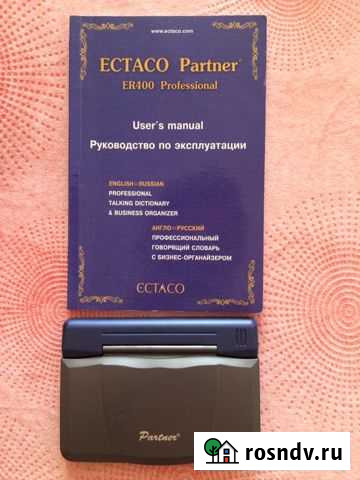 www.ectaco.com
ECTACO Partner®
ER400 Professional
User's manual
Руководство по эксплуатации
ENGLISH–RUSSIAN
PROFESSIONAL
TALKING DICTIONARY
& BUSINESS ORGANIZER
АНГЛО–РУССКИЙ
ПРОФЕССИОНАЛЬНЫЙ
ГОВОРЯЩИЙ СЛОВАРЬ
С БИЗНЕС-ОРГАНАЙЗЕРОМ
ECTACO
Partner®
rosndv.ru